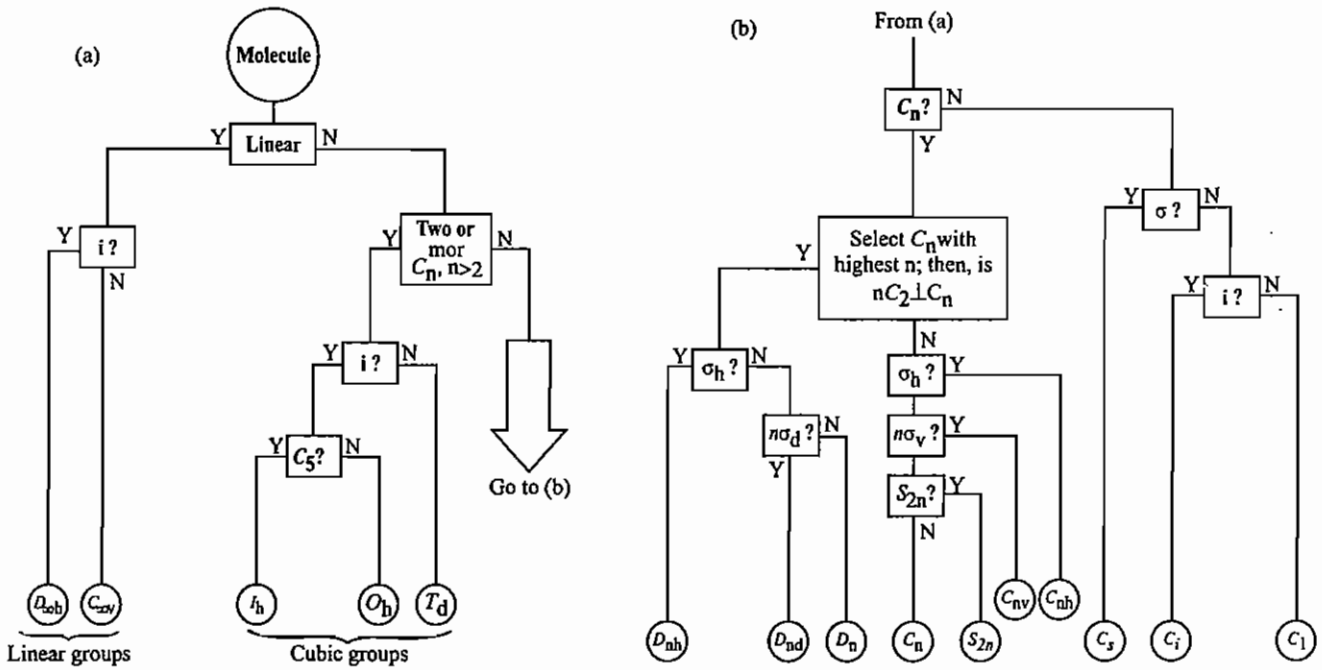 (a)
Molecule
Y Linear N
Y i? N
Y Two or N
mor
Cn, n>2
Y i? N
Y C5? N
Go to (b)
D∞h C∞v Ih Oh Td
Linear groups Cubic groups
(b)
From (a)
Cn? N
Y
Y σ? N
Y Select Cn with
highest n; then, is
nC2⊥Cn
N
Y i? N
Y σh? N
σh? Y
nσd? N
Y
nσv? Y
S2n? Y
N
Cnv Cnh
Dnh Dnd Dn Cn S2n Cs Ci C1